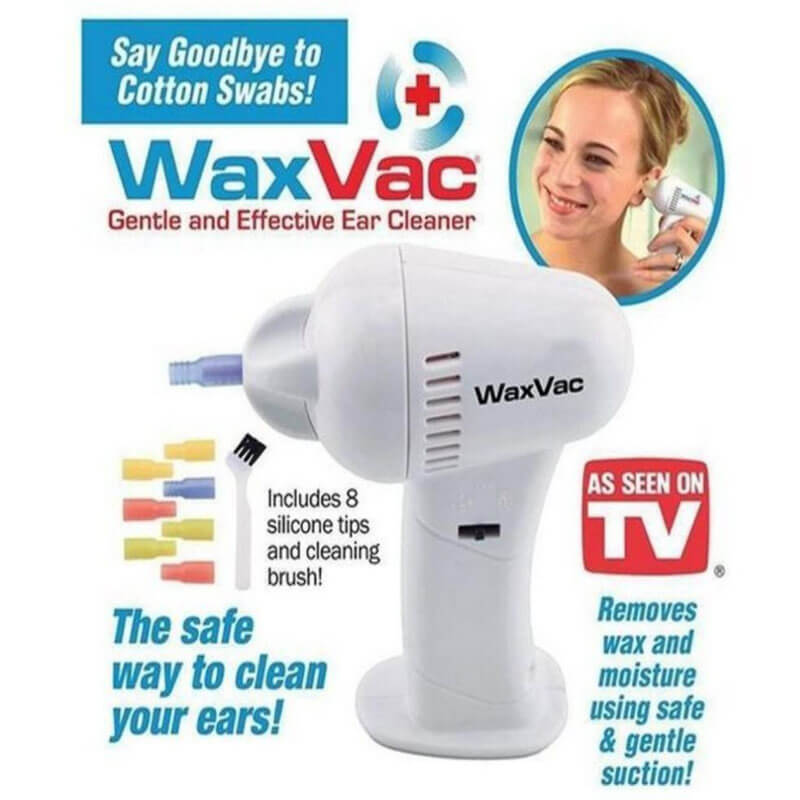 Say Goodbye to
Cotton Swabs!
WaxVac®
Gentle and Effective Ear Cleaner
WaxVac
AS SEEN ON
TV
®
Includes 8
silicone tips
and cleaning
brush!
The safe
way to clean
your ears!
Removes
wax and
moisture
using safe
& gentle
suction!